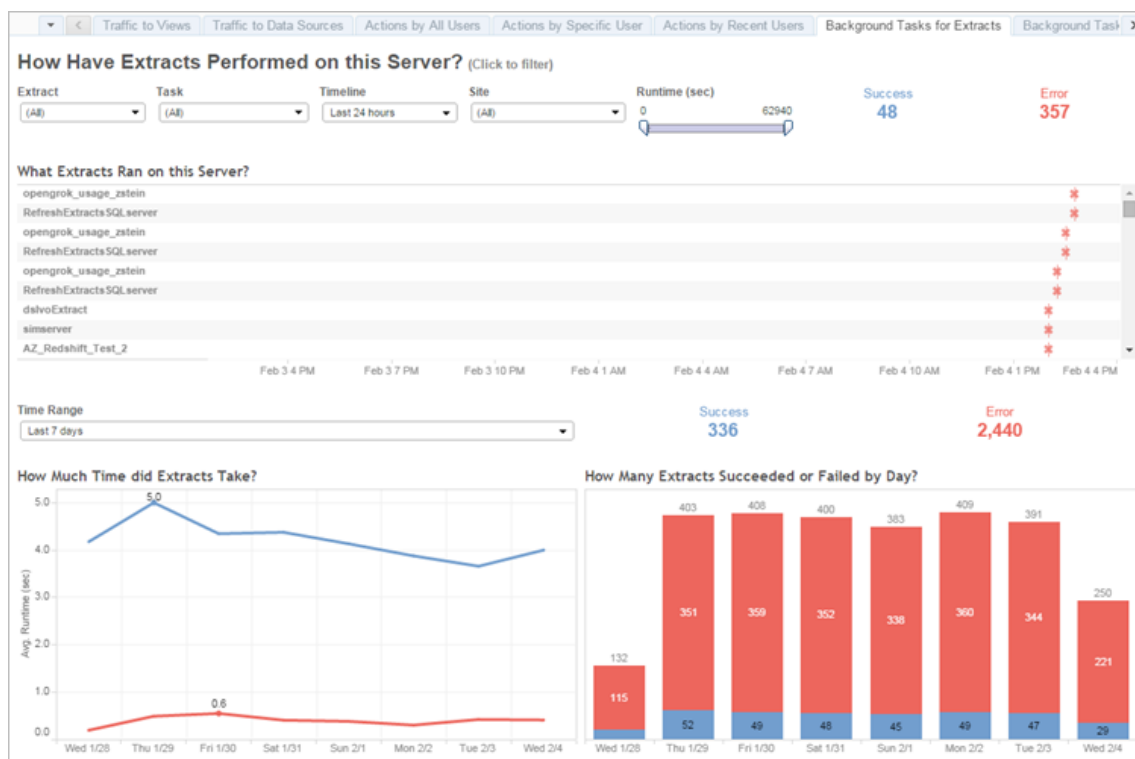 Traffic to Views Traffic to Data Sources Actions by All Users Actions by Specific User Actions by Recent Users Background Tasks for Extracts Background Task
How Have Extracts Performed on this Server? (Click to filter)
Extract Task Timeline Site Runtime (sec) Success Error
(All) (All) Last 24 hours (All) 0 62940 48 357
What Extracts Ran on this Server?
opengrok_usage_zstein
RefreshExtractsSQLserver
opengrok_usage_zstein
RefreshExtractsSQLserver
opengrok_usage_zstein
RefreshExtractsSQLserver
dslvoExtract
simserver
AZ_Redshift_Test_2
Feb 3 4 PM Feb 3 7 PM Feb 3 10 PM Feb 4 1 AM Feb 4 4 AM Feb 4 7 AM Feb 4 10 AM Feb 4 1 PM Feb 4 4 PM
Time Range Success Error
Last 7 days 336 2,440
How Much Time did Extracts Take?
5.0
5.0
4.0
3.0
2.0
1.0
0.6
0.0
Avg. Runtime (sec)
Wed 1/28 Thu 1/29 Fri 1/30 Sat 1/31 Sun 2/1 Mon 2/2 Tue 2/3 Wed 2/4
How Many Extracts Succeeded or Failed by Day?
132 403 408 400 383 409 391 250
115 351 359 352 338 360 344 221
52 49 48 45 49 47 29
Wed 1/28 Thu 1/29 Fri 1/30 Sat 1/31 Sun 2/1 Mon 2/2 Tue 2/3 Wed 2/4